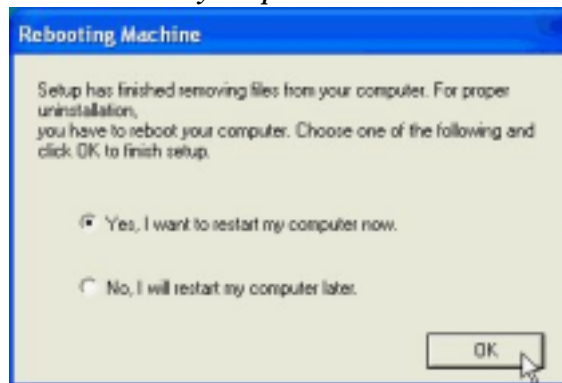 Rebooting Machine
Setup has finished removing files from your computer. For proper
uninstallation,
you have to reboot your computer. Choose one of the following and
click OK to finish setup.
Yes, I want to restart my computer now.
No, I will restart my computer later.
OK